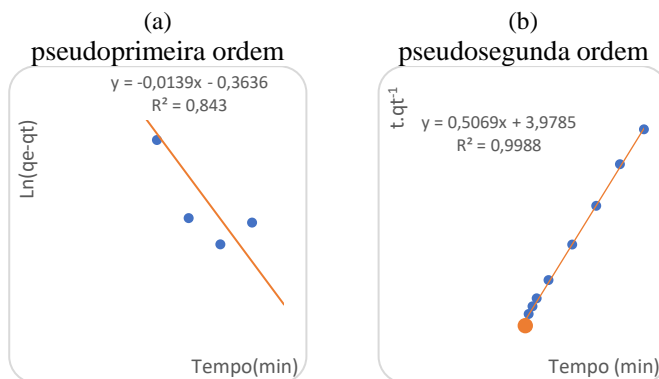 (a)
pseudoprimeira ordem
y = -0,0139x - 0,3636
R² = 0,843
Ln(qe-qt)
Tempo(min)
(b)
pseudosegunda ordem
t.qt⁻¹
y = 0,5069x + 3,9785
R² = 0,9988
Tempo (min)